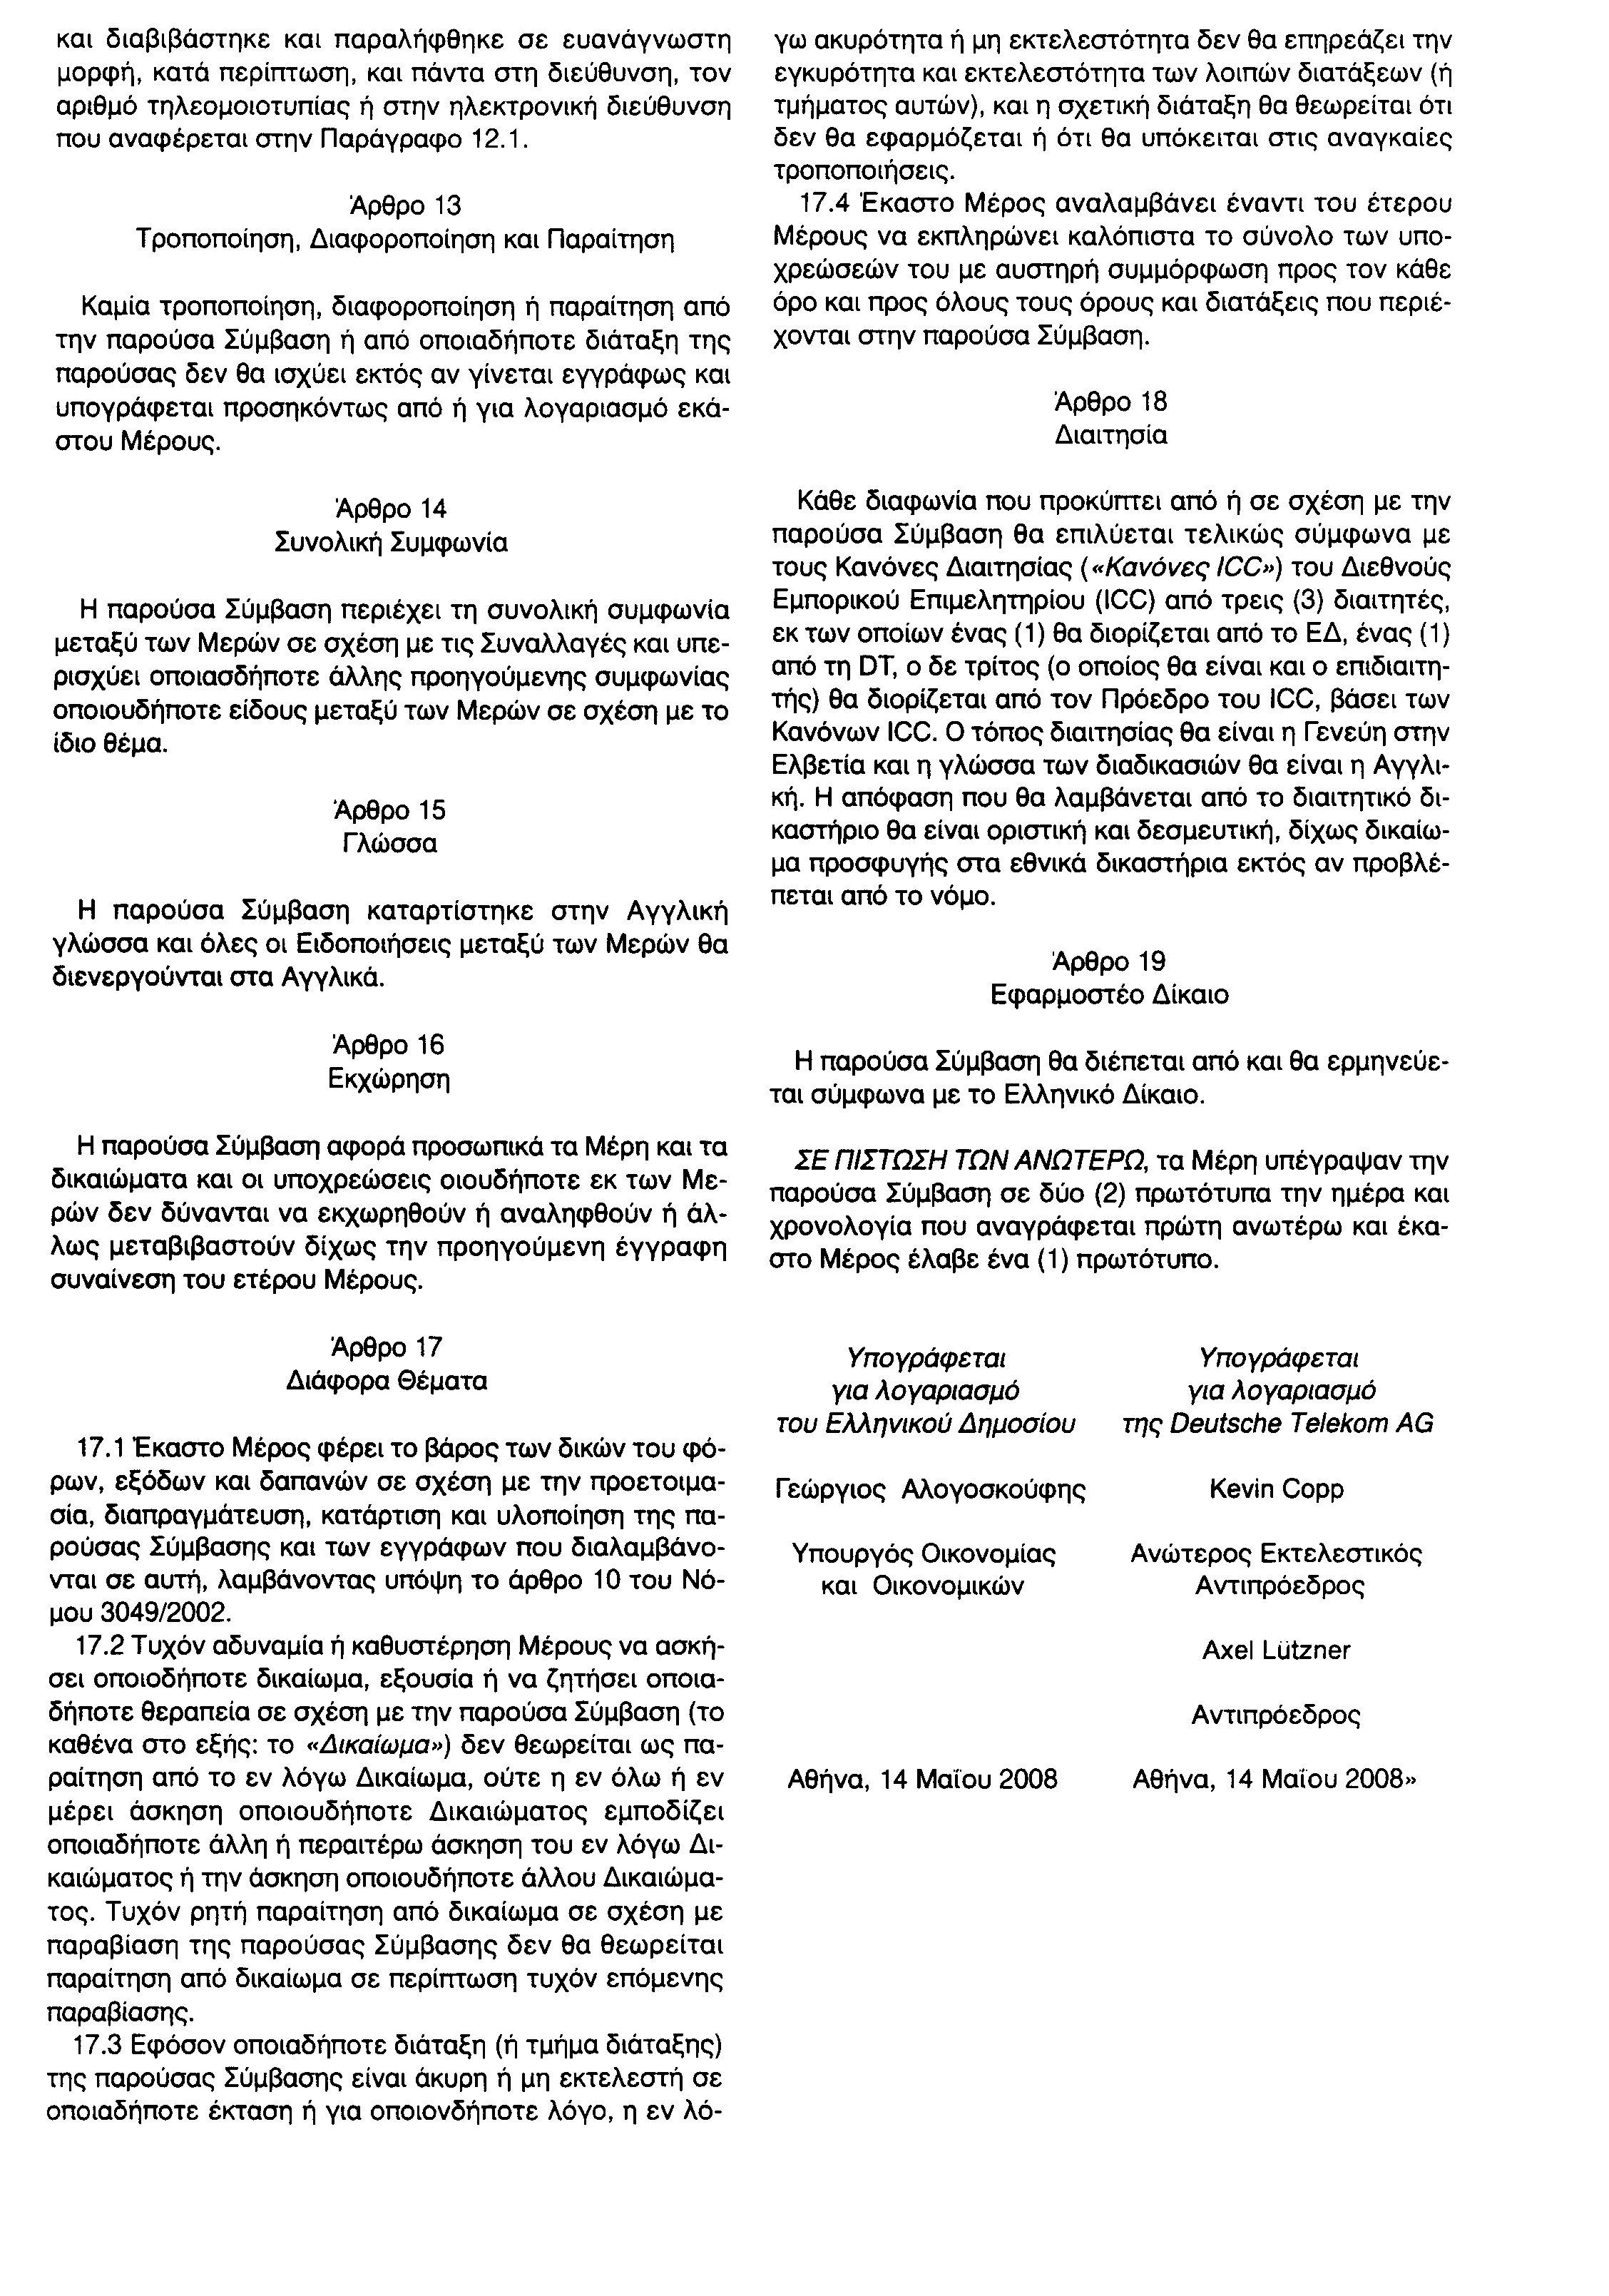 και διαβιβάστηκε και παραλήφθηκε σε ευανάγνωστη
μορφή, κατά περίπτωση, και πάντα στη διεύθυνση, τον
αριθμό τηλεομοιοτυπίας ή στην ηλεκτρονική διεύθυνση
που αναφέρεται στην Παράγραφο 12.1.
Άρθρο 13
Τροποποίηση, Διαφοροποίηση και Παραίτηση
Καμία τροποποίηση, διαφοροποίηση ή παραίτηση από
την παρούσα Σύμβαση ή από οποιαδήποτε διάταξη της
παρούσας δεν θα ισχύει εκτός αν γίνεται εγγράφως και
υπογράφεται προσηκόντως από ή για λογαριασμό εκά-
στου Μέρους.
Άρθρο 14
Συνολική Συμφωνία
Η παρούσα Σύμβαση περιέχει τη συνολική συμφωνία
μεταξύ των Μερών σε σχέση με τις Συναλλαγές και υπε-
ρισχύει οποιασδήποτε άλλης προηγούμενης συμφωνίας
οποιουδήποτε είδους μεταξύ των Μερών σε σχέση με το
ίδιο θέμα.
Άρθρο 15
Γλώσσα
Η παρούσα Σύμβαση καταρτίστηκε στην Αγγλική
γλώσσα και όλες οι Ειδοποιήσεις μεταξύ των Μερών θα
διενεργούνται στα Αγγλικά.
Άρθρο 16
Εκχώρηση
Η παρούσα Σύμβαση αφορά προσωπικά τα Μέρη και τα
δικαιώματα και οι υποχρεώσεις οιουδήποτε εκ των Με-
ρών δεν δύνανται να εκχωρηθούν ή αναληφθούν ή άλ-
λως μεταβιβαστούν δίχως την προηγούμενη έγγραφη
συναίνεση του ετέρου Μέρους.
Άρθρο 17
Διάφορα Θέματα
17.1 Έκαστο Μέρος φέρει το βάρος των δικών του φό-
ρων, εξόδων και δαπανών σε σχέση με την προετοιμα-
σία, διαπραγμάτευση, κατάρτιση και υλοποίηση της πα-
ρούσας Σύμβασης και των εγγράφων που διαλαμβάνο-
νται σε αυτή, λαμβάνοντας υπόψη το άρθρο 10 του Νό-
μου 3049/2002.
17.2 Τυχόν αδυναμία ή καθυστέρηση Μέρους να ασκή-
σει οποιοδήποτε δικαίωμα, εξουσία ή να ζητήσει οποια-
δήποτε θεραπεία σε σχέση με την παρούσα Σύμβαση (το
καθένα στο εξής: το «Δικαίωμα») δεν θεωρείται ως πα-
ραίτηση από το εν λόγω Δικαίωμα, ούτε η εν όλω ή εν
μέρει άσκηση οποιουδήποτε Δικαιώματος εμποδίζει
οποιαδήποτε άλλη ή περαιτέρω άσκηση του εν λόγω Δι-
καιώματος ή την άσκηση οποιουδήποτε άλλου Δικαιώμα-
τος. Τυχόν ρητή παραίτηση από δικαίωμα σε σχέση με
παραβίαση της παρούσας Σύμβασης δεν θα θεωρείται
παραίτηση από δικαίωμα σε περίπτωση τυχόν επόμενης
παραβίασης.
17.3 Εφόσον οποιαδήποτε διάταξη (ή τμήμα διάταξης)
της παρούσας Σύμβασης είναι άκυρη ή μη εκτελεστή σε
οποιαδήποτε έκταση ή για οποιονδήποτε λόγο, η εν λό-
γω ακυρότητα ή μη εκτελεστότητα δεν θα επηρεάζει την
εγκυρότητα και εκτελεστότητα των λοιπών διατάξεων (ή
τμήματος αυτών), και η σχετική διάταξη θα θεωρείται ότι
δεν θα εφαρμόζεται ή ότι θα υπόκειται στις αναγκαίες
τροποποιήσεις.
17.4 Έκαστο Μέρος αναλαμβάνει έναντι του έτερου
Μέρους να εκπληρώνει καλόπιστα το σύνολο των υπο-
χρεώσεών του με αυστηρή συμμόρφωση προς τον κάθε
όρο και προς όλους τους όρους και διατάξεις που περιέ-
χονται στην παρούσα Σύμβαση.
Άρθρο 18
Διαιτησία
Κάθε διαφωνία που προκύπτει από ή σε σχέση με την
παρούσα Σύμβαση θα επιλύεται τελικώς σύμφωνα με
τους Κανόνες Διαιτησίας («Κανόνες ICC») του Διεθνούς
Εμπορικού Επιμελητηρίου (ICC) από τρεις (3) διαιτητές,
εκ των οποίων ένας (1) θα διορίζεται από το ΕΔ, ένας (1)
από τη DT, ο δε τρίτος (ο οποίος θα είναι και ο επιδιαιτη-
τής) θα διορίζεται από τον Πρόεδρο του ICC, βάσει των
Κανόνων ICC. Ο τόπος διαιτησίας θα είναι η Γενεύη στην
Ελβετία και η γλώσσα των διαδικασιών θα είναι η Αγγλι-
κή. Η απόφαση που θα λαμβάνεται από το διαιτητικό δι-
καστήριο θα είναι οριστική και δεσμευτική, δίχως δικαίω-
μα προσφυγής στα εθνικά δικαστήρια εκτός αν προβλέ-
πεται από το νόμο.
Άρθρο 19
Εφαρμοστέο Δίκαιο
Η παρούσα Σύμβαση θα διέπεται από και θα ερμηνεύε-
ται σύμφωνα με το Ελληνικό Δίκαιο.
ΣΕ ΠΙΣΤΩΣΗ ΤΩΝ ΑΝΩΤΕΡΩ, τα Μέρη υπέγραψαν την
παρούσα Σύμβαση σε δύο (2) πρωτότυπα την ημέρα και
χρονολογία που αναγράφεται πρώτη ανωτέρω και έκα-
στο Μέρος έλαβε ένα (1) πρωτότυπο.
Υπογράφεται
για λογαριασμό
του Ελληνικού Δημοσίου
Γεώργιος Αλογοσκούφης
Υπουργός Οικονομίας
και Οικονομικών
Αθήνα, 14 Μαΐου 2008
Υπογράφεται
για λογαριασμό
της Deutsche Telekom AG
Kevin Copp
Ανώτερος Εκτελεστικός
Αντιπρόεδρος
Axel Lützner
Αντιπρόεδρος
Αθήνα, 14 Μαΐου 2008»